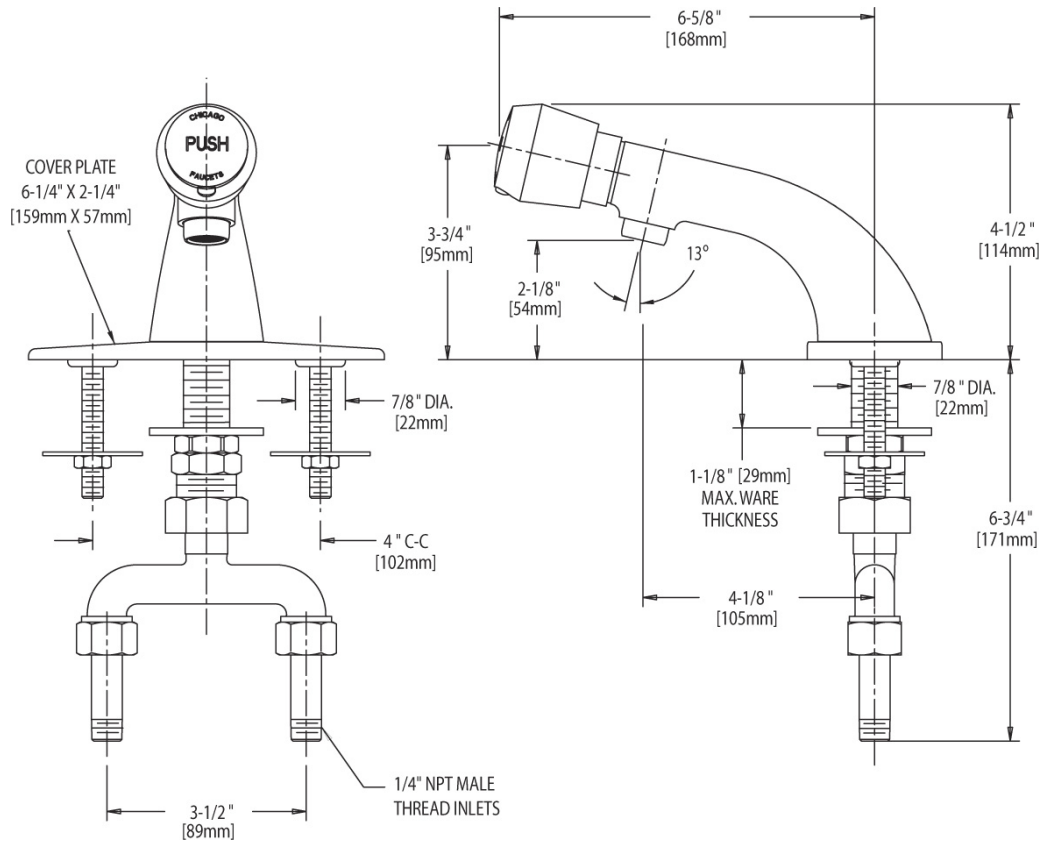 6-5/8"
[168mm]
CHICAGO
PUSH
FAUCETS
COVER PLATE
6-1/4" X 2-1/4"
[159mm X 57mm]
3-3/4"
[95mm]
4-1/2"
[114mm]
2-1/8"
[54mm]
13°
7/8" DIA.
[22mm]
7/8" DIA.
[22mm]
1-1/8" [29mm]
MAX. WARE
THICKNESS
4" C-C
[102mm]
6-3/4"
[171mm]
4-1/8"
[105mm]
1/4" NPT MALE
THREAD INLETS
3-1/2"
[89mm]